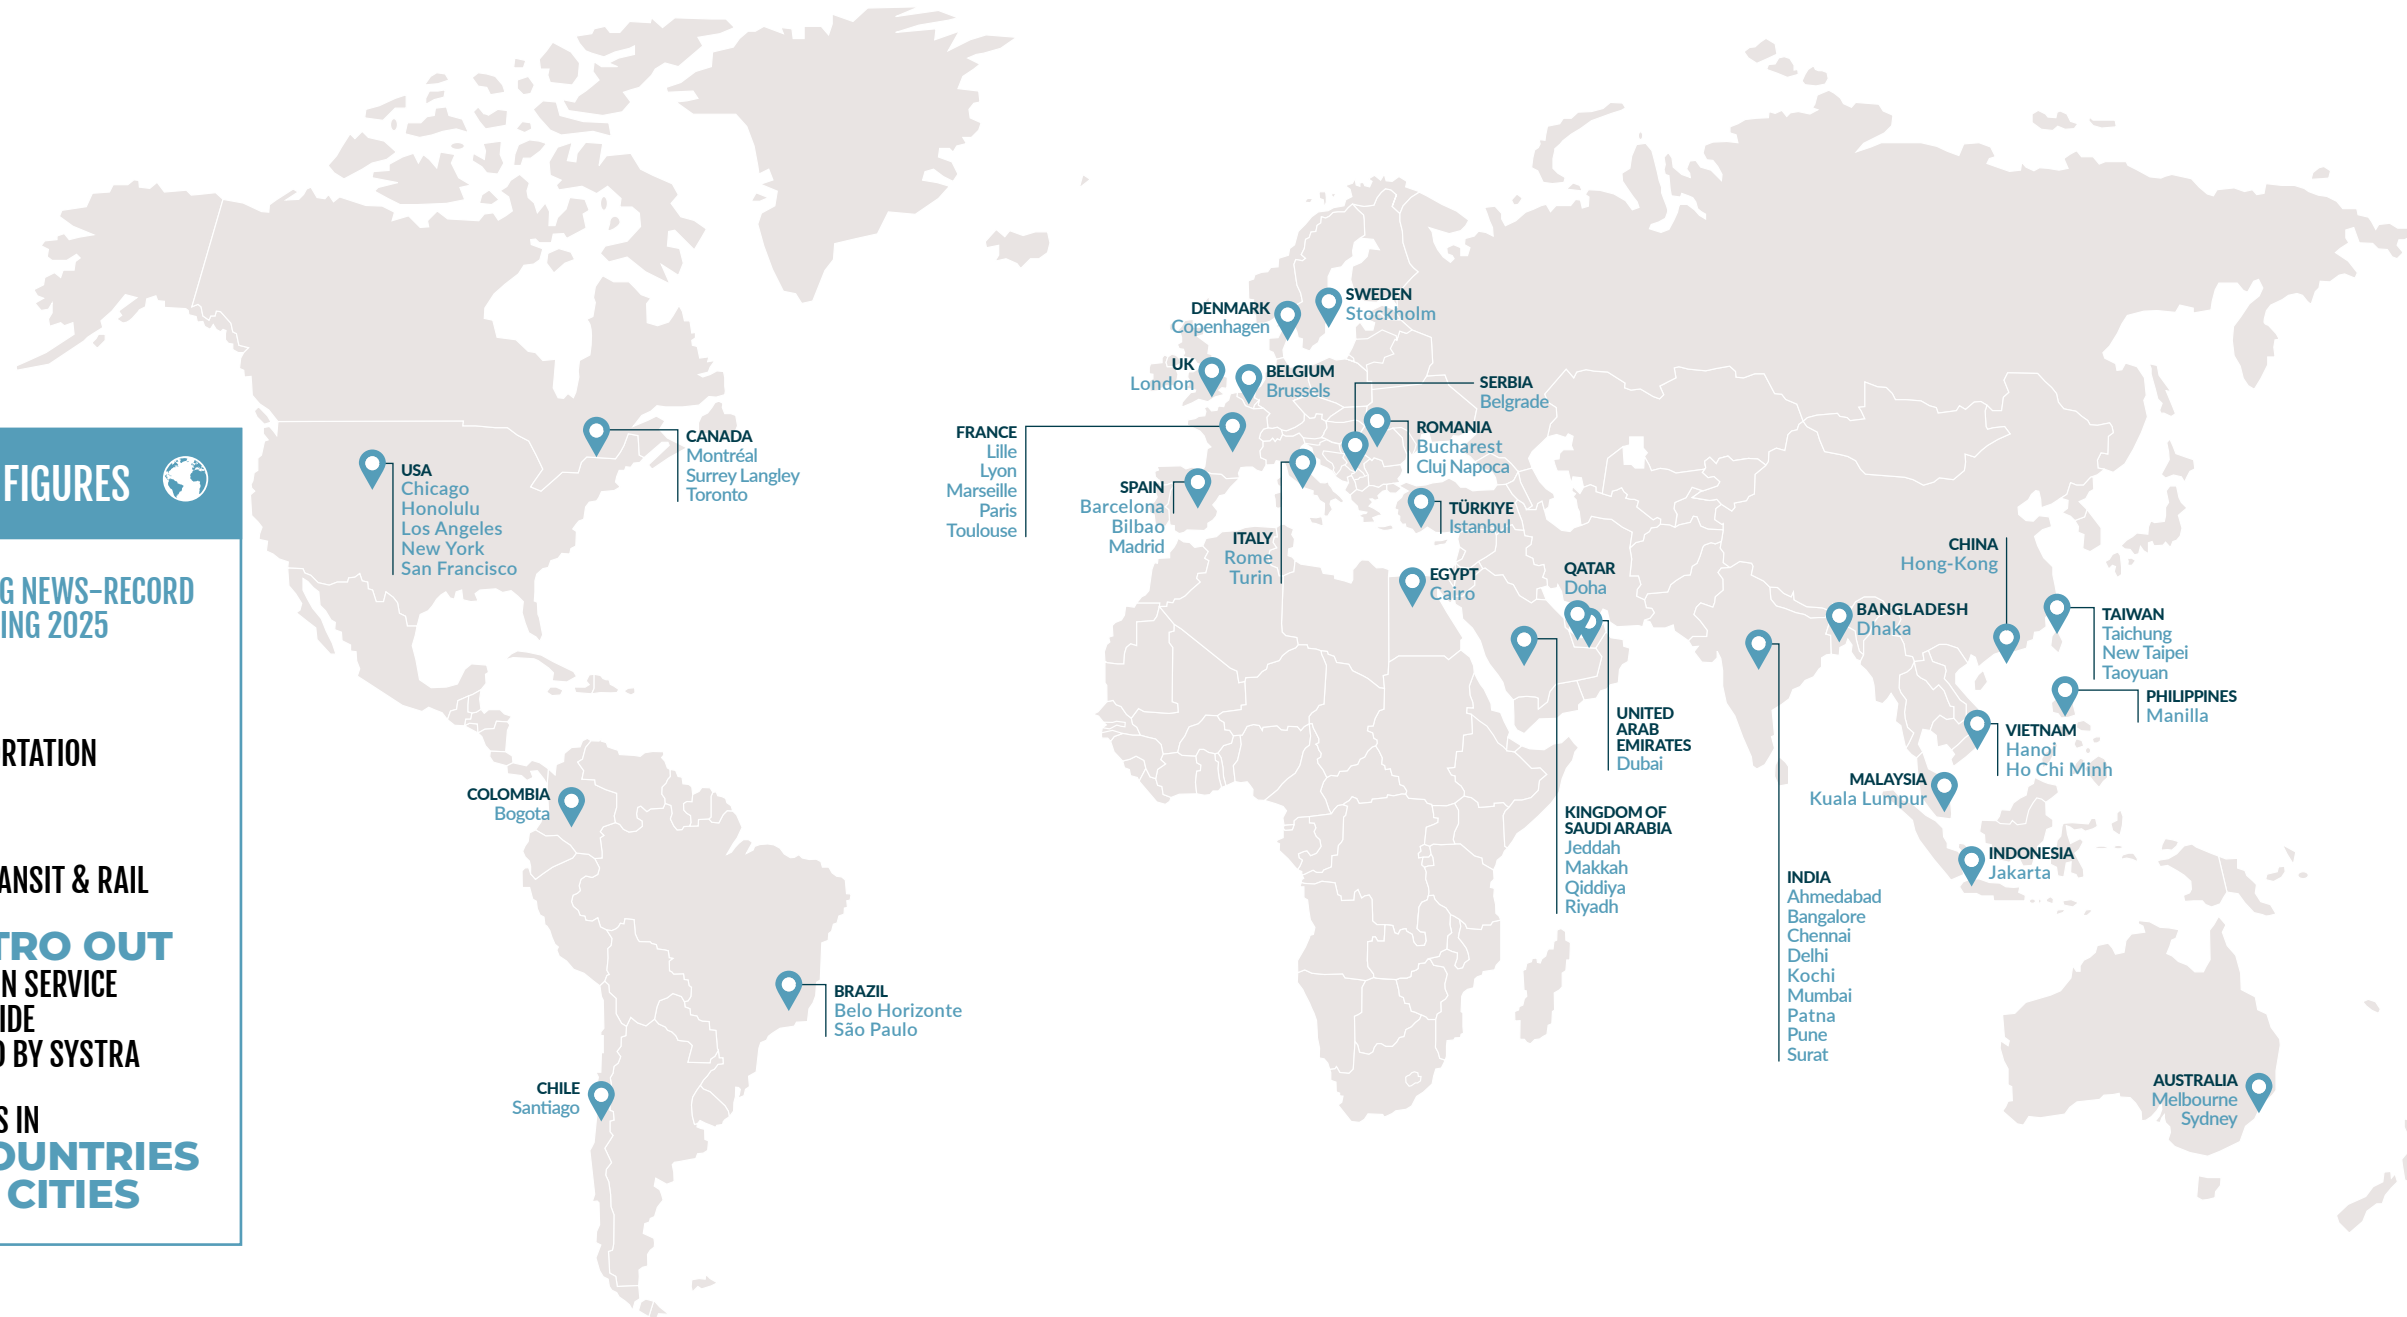 FIGURES
G NEWS-RECORD
ING 2025
RTATION
ANSIT & RAIL
TRO OUT
N SERVICE
IDE
D BY SYSTRA
S IN
OUNTRIES
CITIES
USA
Chicago
Honolulu
Los Angeles
New York
San Francisco
CANADA
Montréal
Surrey Langley
Toronto
COLOMBIA
Bogota
BRAZIL
Belo Horizonte
São Paulo
CHILE
Santiago
DENMARK
Copenhagen
SWEDEN
Stockholm
UK
London
BELGIUM
Brussels
SERBIA
Belgrade
FRANCE
Lille
Lyon
Marseille
Paris
Toulouse
ROMANIA
Bucharest
Cluj Napoca
SPAIN
Barcelona
Bilbao
Madrid
ITALY
Rome
Turin
TÜRKIYE
Istanbul
EGYPT
Cairo
QATAR
Doha
UNITED
ARAB
EMIRATES
Dubai
KINGDOM OF
SAUDI ARABIA
Jeddah
Makkah
Qiddiya
Riyadh
INDIA
Ahmedabad
Bangalore
Chennai
Delhi
Kochi
Mumbai
Patna
Pune
Surat
BANGLADESH
Dhaka
CHINA
Hong-Kong
TAIWAN
Taichung
New Taipei
Taoyuan
PHILIPPINES
Manilla
VIETNAM
Hanoi
Ho Chi Minh
MALAYSIA
Kuala Lumpur
INDONESIA
Jakarta
AUSTRALIA
Melbourne
Sydney